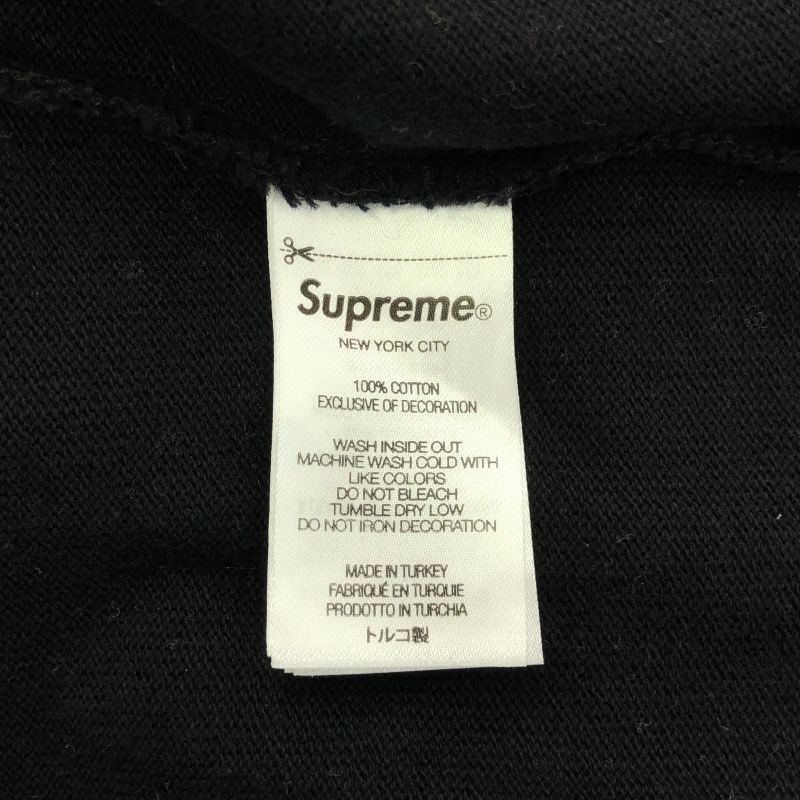 Supreme®
NEW YORK CITY
100% COTTON
EXCLUSIVE OF DECORATION
WASH INSIDE OUT
MACHINE WASH COLD WITH
LIKE COLORS
DO NOT BLEACH
TUMBLE DRY LOW
DO NOT IRON DECORATION
MADE IN TURKEY
FABRIQUÉ EN TURQUIE
PRODOTTO IN TURCHIA
トルコ製